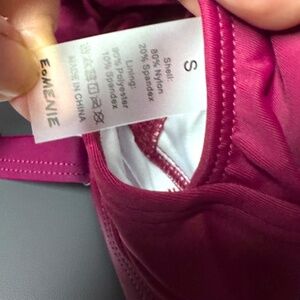 S
Shell:
80% Nylon
20% Spandex
Lining:
90% Polyester
10% Spandex
MADE IN CHINA
EOMENIE